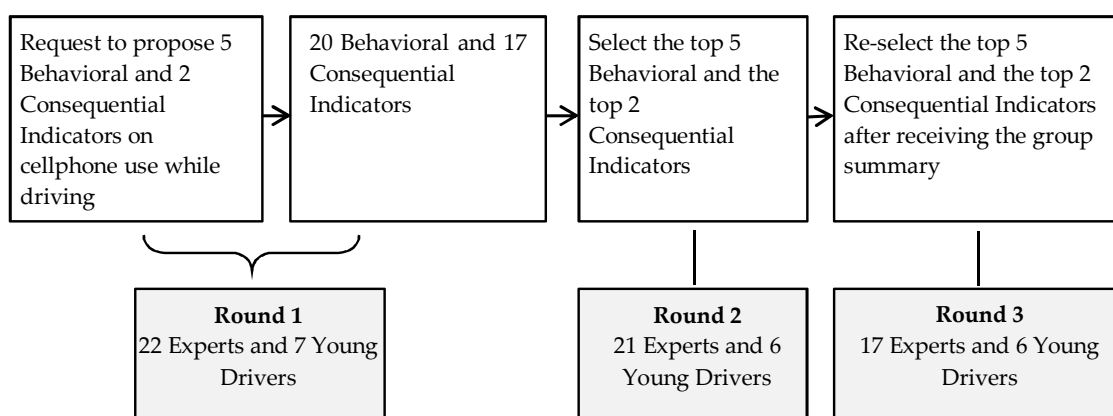 Request to propose 5
Behavioral and 2
Consequential
Indicators on
cellphone use while
driving
20 Behavioral and 17
Consequential
Indicators
Select the top 5
Behavioral and the
top 2
Consequential
Indicators
Re-select the top 5
Behavioral and the top 2
Consequential Indicators
after receiving the group
summary
Round 1
22 Experts and 7 Young
Drivers
Round 2
21 Experts and 6
Young Drivers
Round 3
17 Experts and 6 Young
Drivers